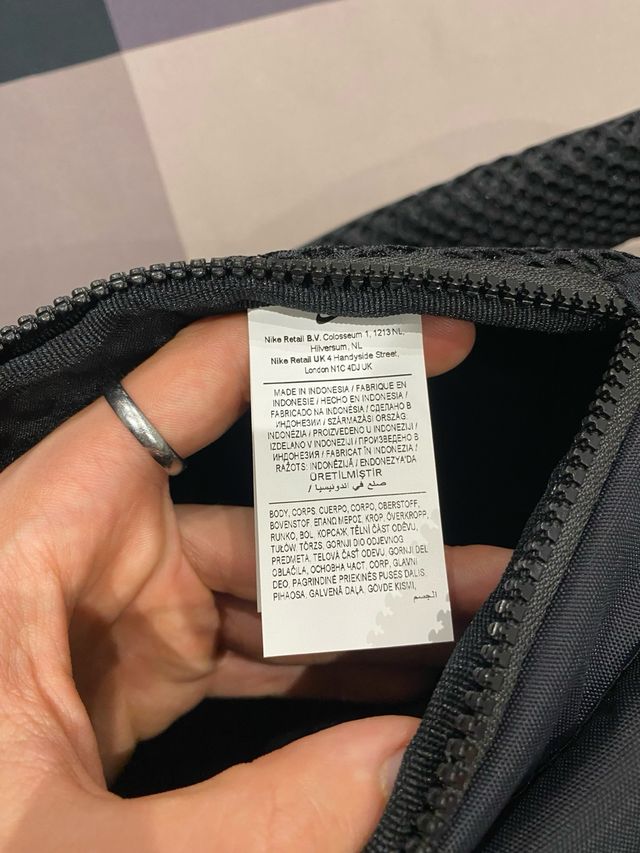 Nike Retail B.V. Colosseum 1, 1213 NL,
Hilversum, NL
Nike Retail UK 4 Handyside Street,
London N1C 4DJ UK
MADE IN INDONESIA / FABRIQUE EN
INDONESIE / HECHO EN INDONESIA /
FABRICADO NA INDONÉSIA / СДЕЛАНО В
ИНДОНЕЗИИ / SZÁRMAZÁSI ORSZÁG:
INDONÉZIA / PROIZVEDENO U INDONEZIJI /
IZDELANO V INDONEZIJI / ПРОИЗВЕДЕНО В
ИНДОНЕЗИЯ / FABRICAT ÎN INDONEZIA /
RAŽOTS: INDONĒZIJĀ / ENDONEZYA'DA
ÜRETİLMİŞTİR
/ صنع في اندونيسيا
BODY, CORPS, CUERPO, CORPO, OBERSTOFF,
BOVENSTOF, ΕΠΑΝΩ ΜΕΡΟΣ, KROP, ÖVERKROPP,
RUNKO, BOL, КОРСАЖ, TĚLNÍ ČÁST ODĚVU,
TUŁÓW, TÖRZS, GORNJI DIO ODJEVNOG
PREDMETA, TELOVÁ ČASŤ ODEVU, GORNJI DEL
OBLAČILA, ОСНОВНА ЧАСТ, CORP, GLAVNI
DEO, PAGRINDINĖ PRIEKINĖS PUSĖS DALIS,
PIHAOSA, GALVENĀ DAĻA, GÖVDE KISMI,
الجسم